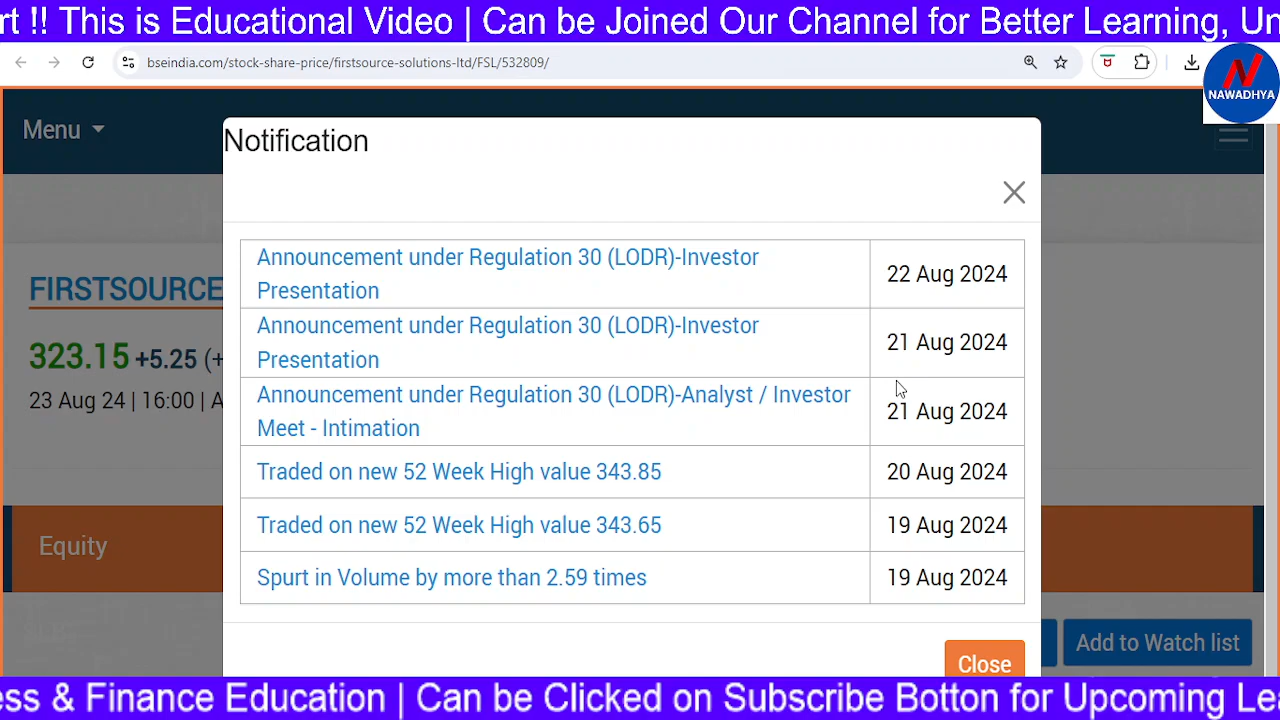 rt !! This is Educational Video | Can be Joined Our Channel for Better Learning, Un
bseindia.com/stock-share-price/firstsource-solutions-ltd/FSL/532809/
NAWADHYA
Menu
Notification
Announcement under Regulation 30 (LODR)-Investor
Presentation
22 Aug 2024
Announcement under Regulation 30 (LODR)-Investor
Presentation
21 Aug 2024
Announcement under Regulation 30 (LODR)-Analyst / Investor
Meet - Intimation
21 Aug 2024
Traded on new 52 Week High value 343.85
20 Aug 2024
Traded on new 52 Week High value 343.65
19 Aug 2024
Spurt in Volume by more than 2.59 times
19 Aug 2024
FIRSTSOURCE
323.15 +5.25 (+
23 Aug 24 | 16:00 | A
Equity
Add to Watch list
Close
ess & Finance Education | Can be Clicked on Subscribe Botton for Upcoming Le